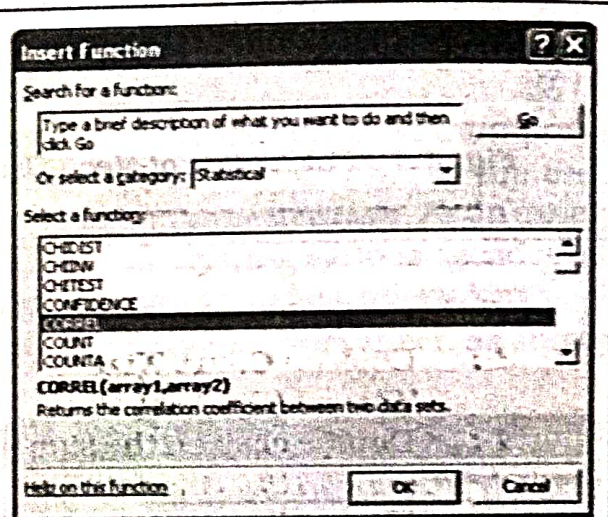 Insert Function
Search for a function:
Type a brief description of what you want to do and then
click Go
Go
Or select a category: Statistical
Select a function:
CHIDIST
CHIINV
CHITEST
CONFIDENCE
CORREL
COUNT
COUNTA
CORREL(array1,array2)
Returns the correlation coefficient between two data sets.
Help on this function
OK
Cancel